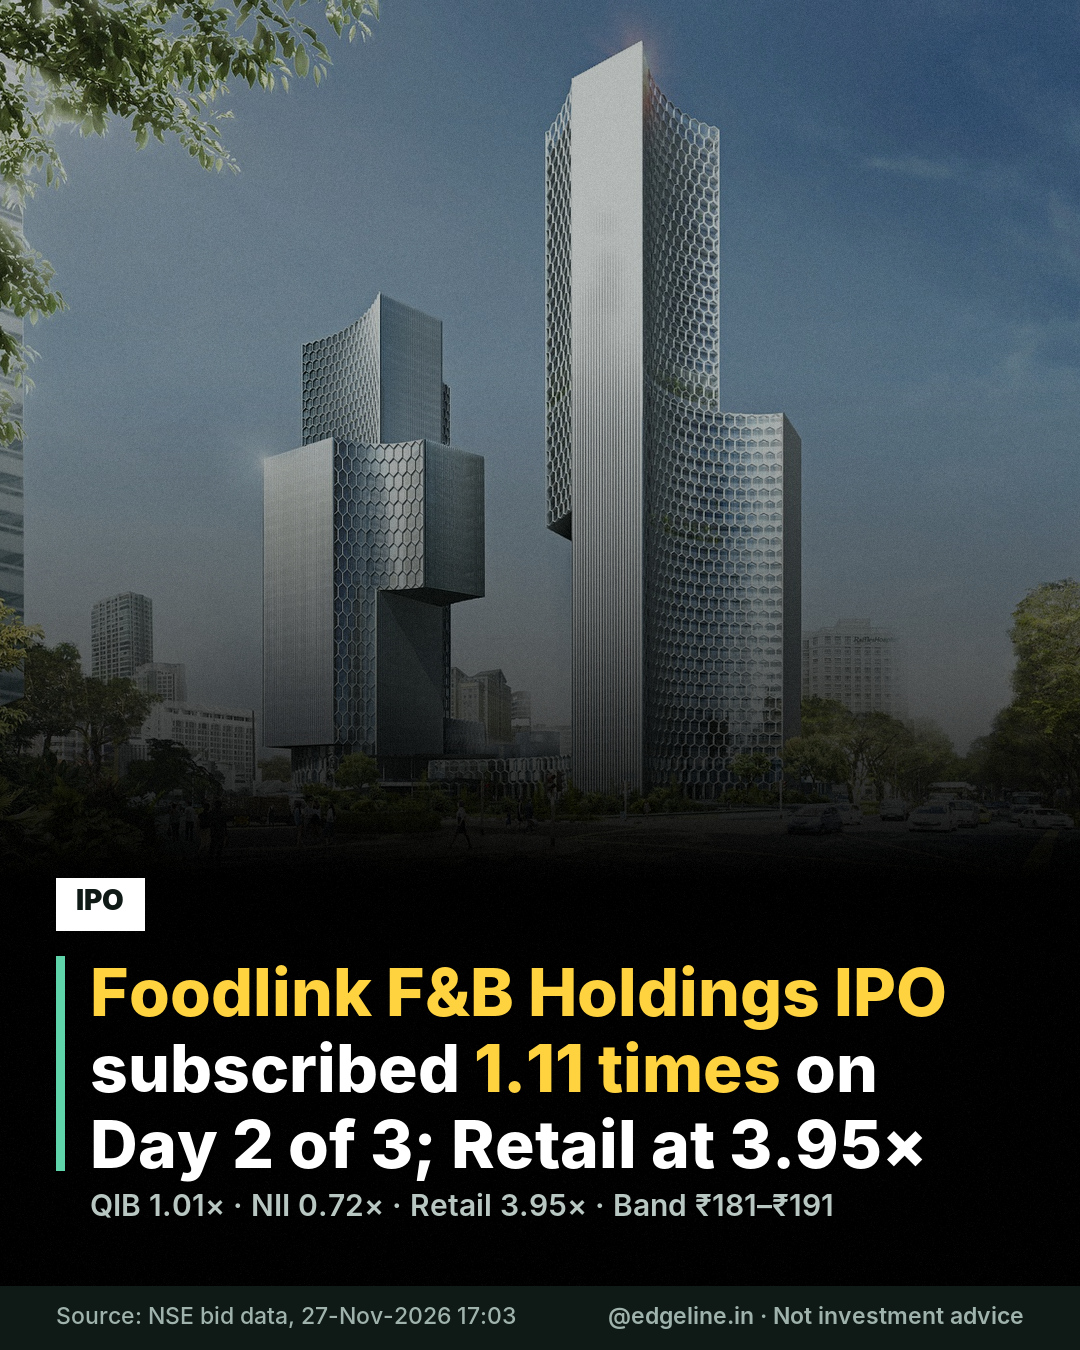 IPO
Foodlink F&B Holdings IPO
subscribed 1.11 times on
Day 2 of 3; Retail at 3.95×
QIB 1.01× · NII 0.72× · Retail 3.95× · Band ₹181–₹191
Source: NSE bid data, 27-Nov-2026 17:03
@edgeline.in · Not investment advice